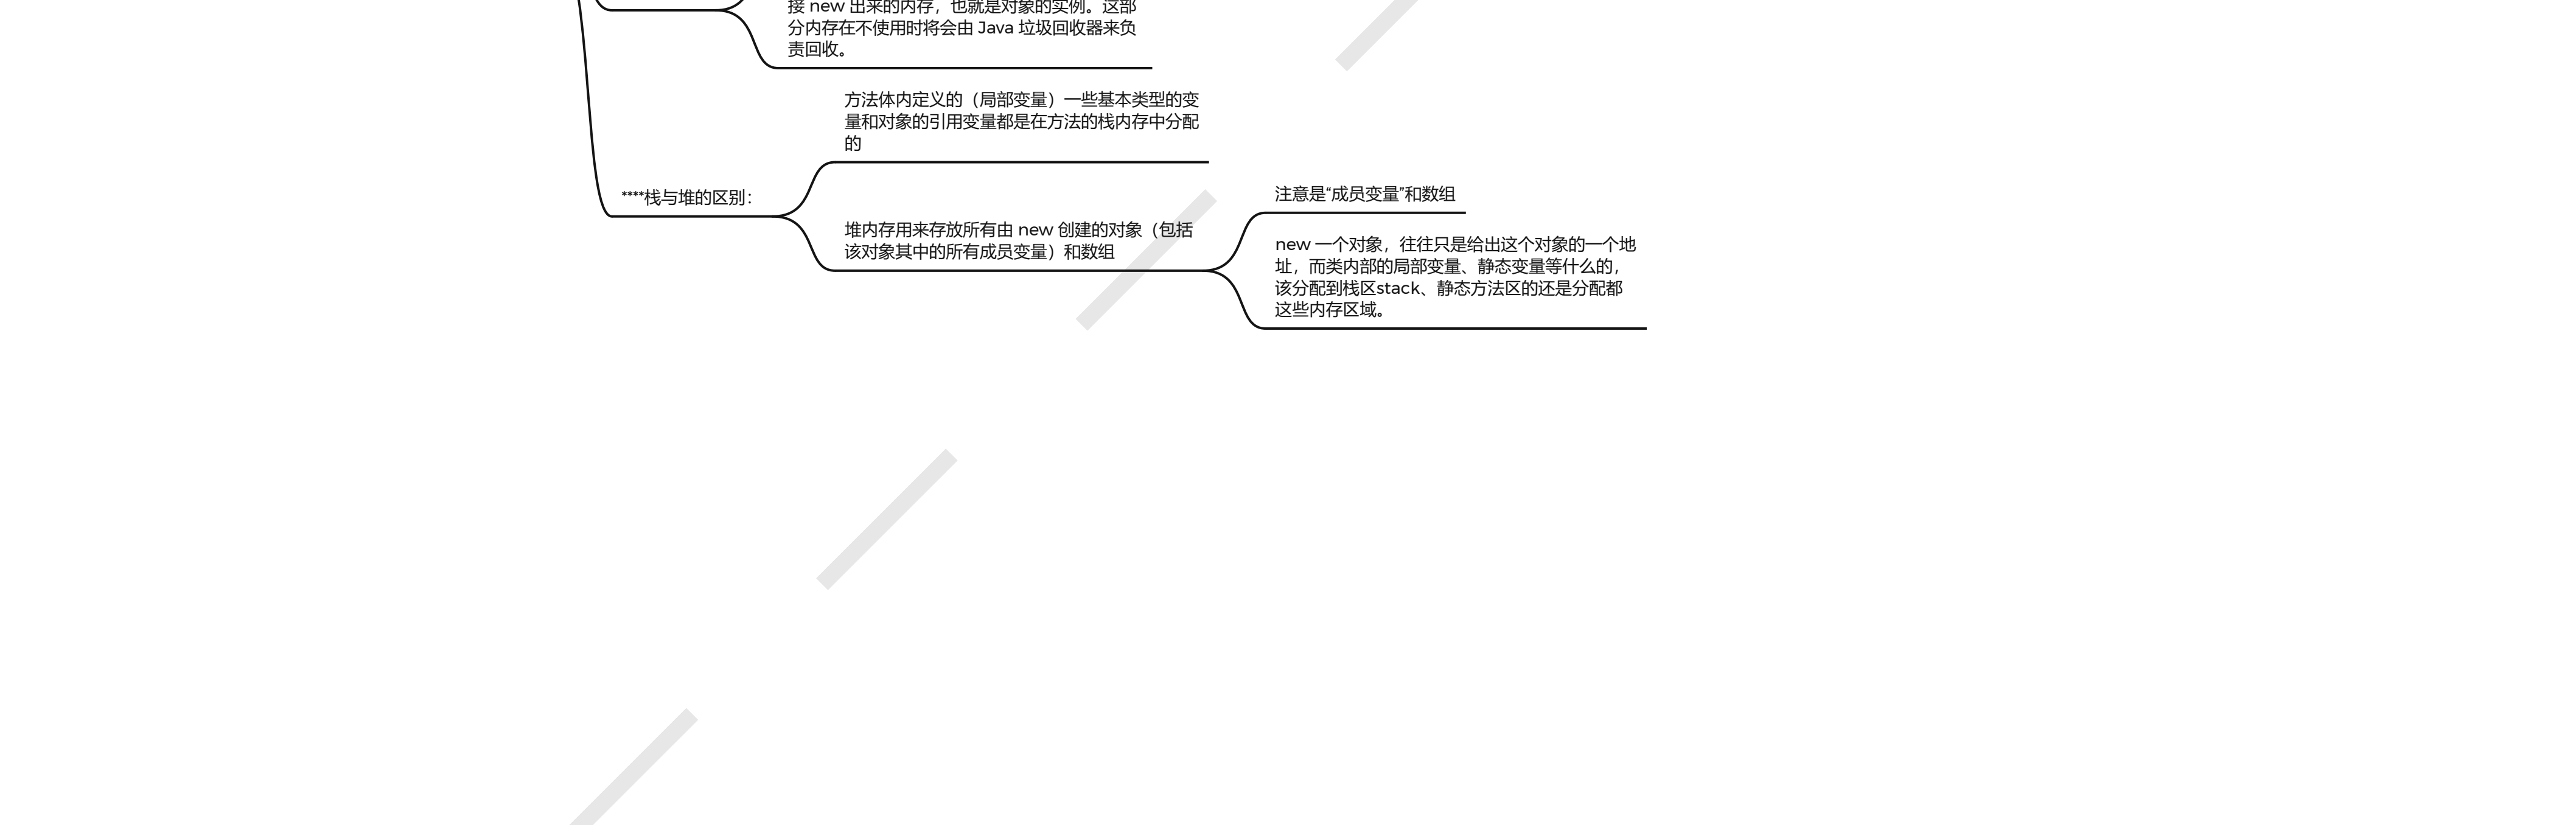 接 new 出来的内存，也就是对象的实例。这部
分内存在不使用时将会由 Java 垃圾回收器来负
责回收。
方法体内定义的（局部变量）一些基本类型的变
量和对象的引用变量都是在方法的栈内存中分配
的
****栈与堆的区别：
堆内存用来存放所有由 new 创建的对象（包括
该对象其中的所有成员变量）和数组
注意是“成员变量”和数组
new 一个对象，往往只是给出这个对象的一个地
址，而类内部的局部变量、静态变量等什么的，
该分配到栈区stack、静态方法区的还是分配都
这些内存区域。